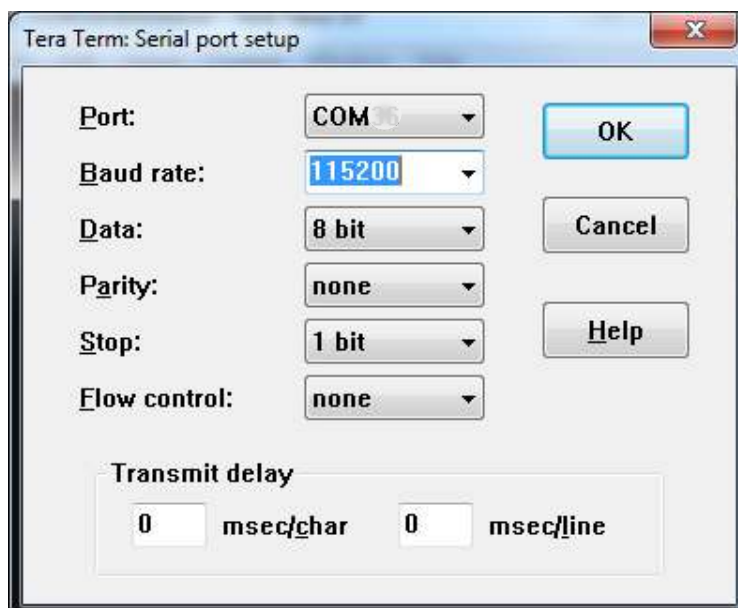 Tera Term: Serial port setup
Port: COM
OK
Baud rate: 115200
Data: 8 bit
Cancel
Parity: none
Stop: 1 bit
Help
Flow control: none
Transmit delay
0 msec/char 0 msec/line